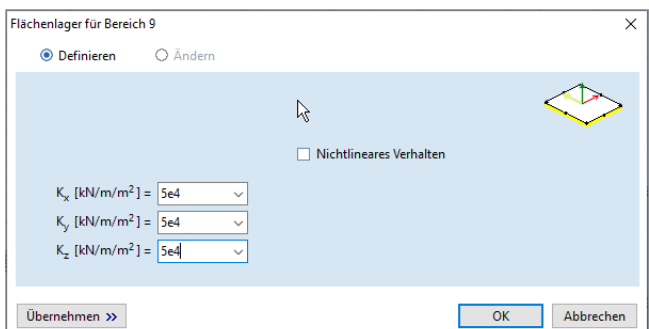 Flächenlager für Bereich 9
Definieren Ändern
Nichtlineares Verhalten
Kx [kN/m/m²] = 5e4
Ky [kN/m/m²] = 5e4
Kz [kN/m/m²] = 5e4
Übernehmen >> OK Abbrechen